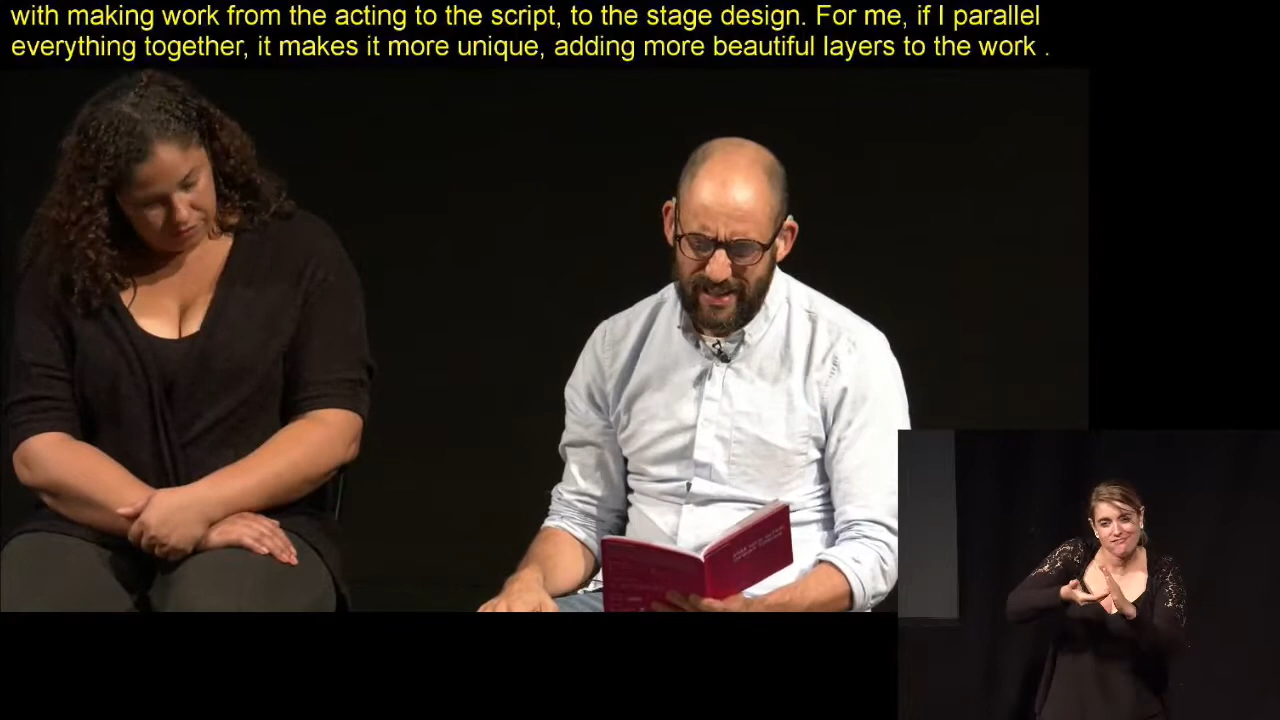 with making work from the acting to the script, to the stage design. For me, if I parallel
everything together, it makes it more unique, adding more beautiful layers to the work .